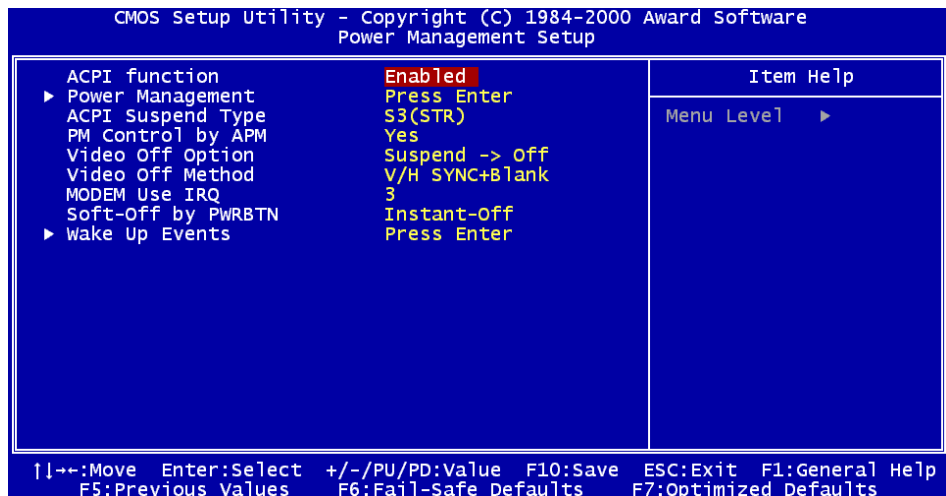 CMOS Setup Utility - Copyright (C) 1984-2000 Award Software
Power Management Setup
ACPI function Enabled
▶ Power Management Press Enter
ACPI Suspend Type S3(STR)
PM Control by APM Yes
Video Off Option Suspend -> Off
Video Off Method V/H SYNC+Blank
MODEM Use IRQ 3
Soft-Off by PWRBTN Instant-Off
▶ Wake Up Events Press Enter
Item Help
Menu Level ▶
↑↓→←:Move Enter:Select +/-/PU/PD:Value F10:Save ESC:Exit F1:General Help
F5:Previous Values F6:Fail-Safe Defaults F7:Optimized Defaults